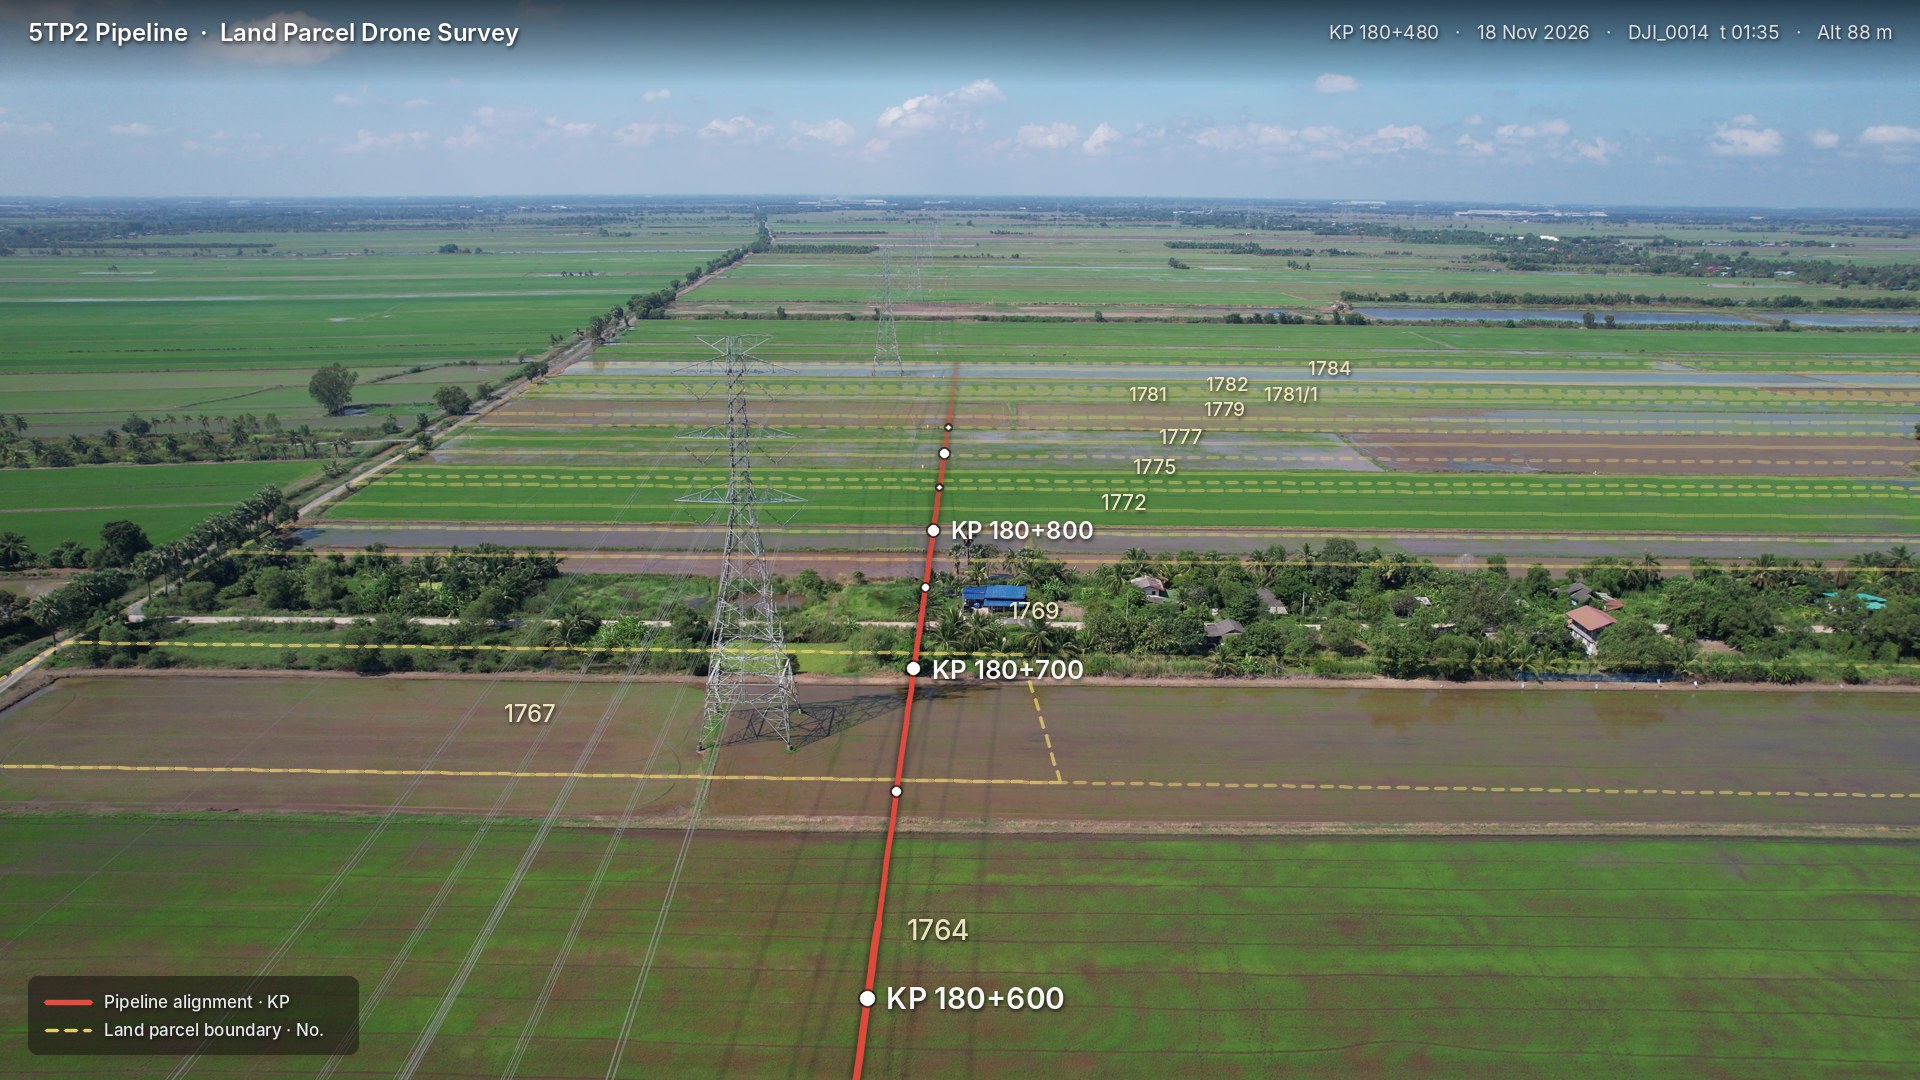 5TP2 Pipeline · Land Parcel Drone Survey
KP 180+480 · 18 Nov 2026 · DJI_0014 t 01:35 · Alt 88 m
1784
1782
1781
1781/1
1779
1777
1775
1772
KP 180+800
1769
KP 180+700
1767
1764
KP 180+600
Pipeline alignment · KP
Land parcel boundary · No.